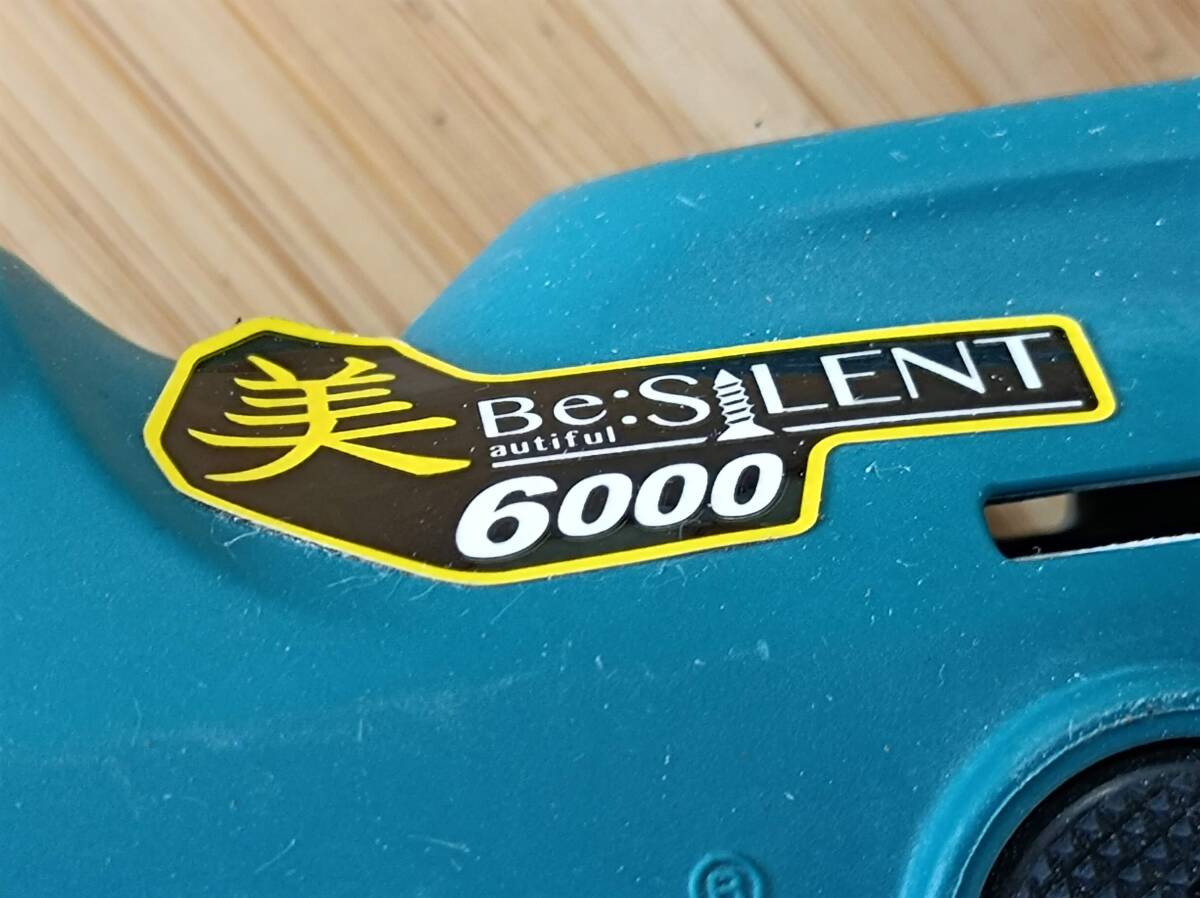 美
Be:SILENT
autiful
6000
®